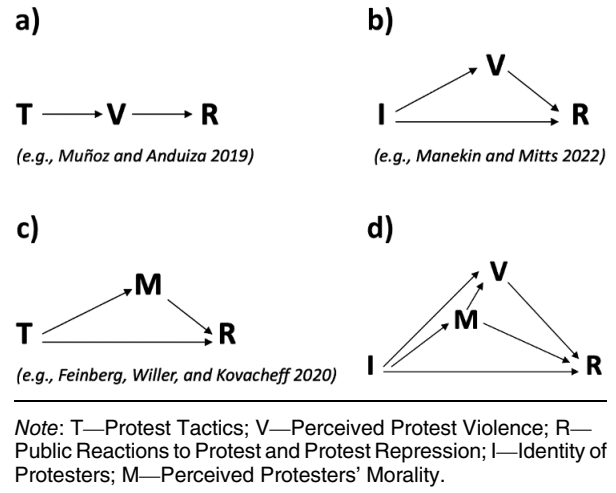 a)
T V R
(e.g., Muñoz and Anduiza 2019)
b)
V
I R
(e.g., Manekin and Mitts 2022)
c)
M
T R
(e.g., Feinberg, Willer, and Kovacheff 2020)
d)
V
M
I R
Note: T—Protest Tactics; V—Perceived Protest Violence; R—
Public Reactions to Protest and Protest Repression; I—Identity of
Protesters; M—Perceived Protesters' Morality.